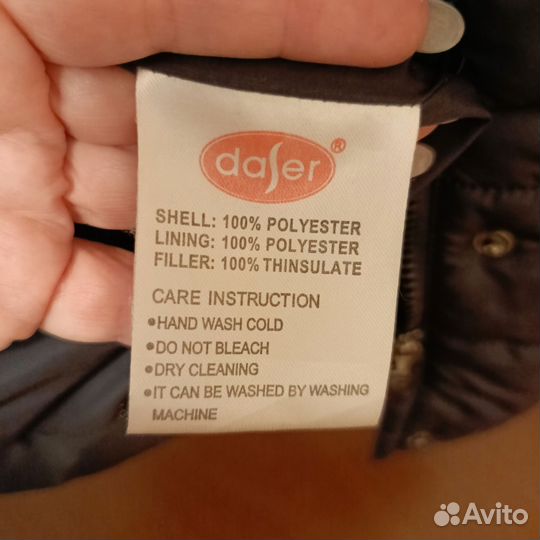 daser®
SHELL: 100% POLYESTER
LINING: 100% POLYESTER
FILLER: 100% THINSULATE
CARE INSTRUCTION
•HAND WASH COLD
•DO NOT BLEACH
•DRY CLEANING
•IT CAN BE WASHED BY WASHING
MACHINE
Avito